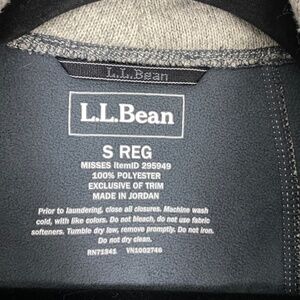 L.L.Bean
L.L.Bean
S REG
MISSES ItemID 295949
100% POLYESTER
EXCLUSIVE OF TRIM
MADE IN JORDAN
Prior to laundering, close all closures. Machine wash
cold, with like colors. Do not bleach, do not use fabric
softeners. Tumble dry low, remove promptly. Do not iron.
Do not dry clean.
RN71341 VN1002746